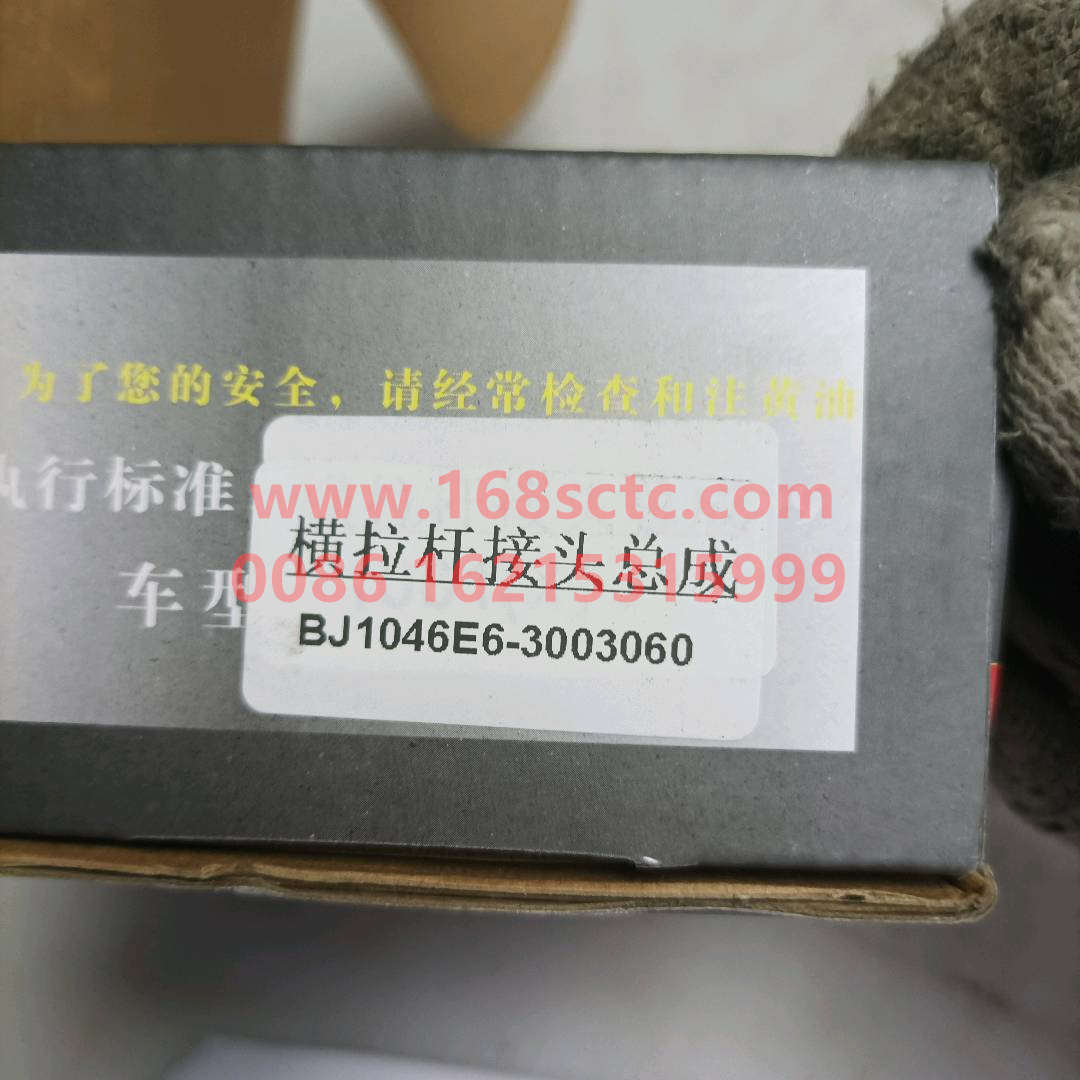 为了您的安全，请经常检查和注黄油
执行标准
www.168sctc.com
横拉杆接头总成
0086 16215315999
车型
BJ1046E6-3003060